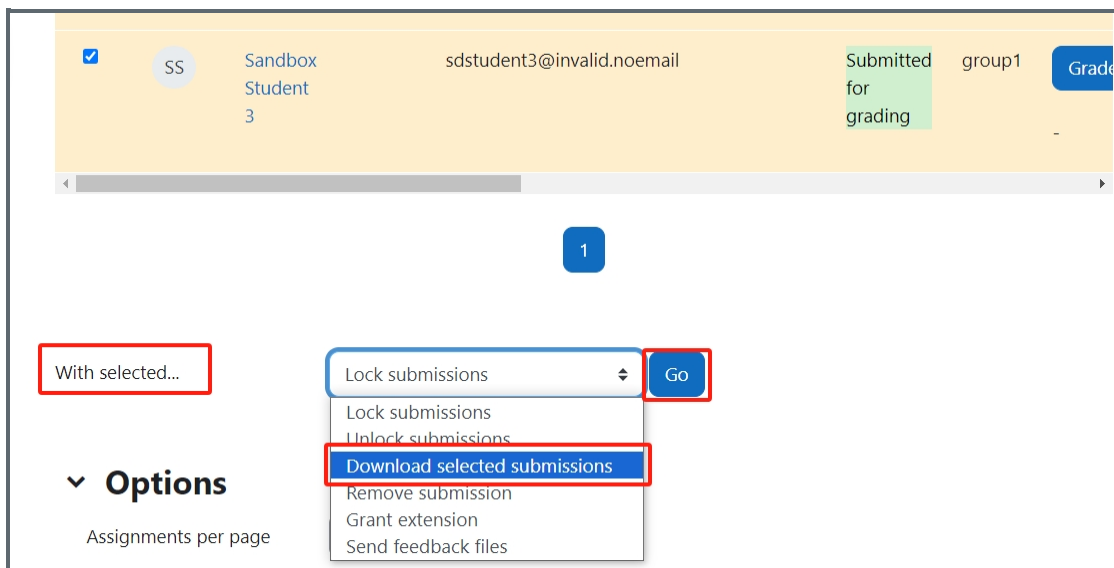 SS
Sandbox
Student
3
sdstudent3@invalid.noemail
Submitted
for
grading
group1
Grade
-
1
With selected...
Lock submissions
Go
Lock submissions
Unlock submissions
Download selected submissions
Remove submission
Grant extension
Send feedback files
Options
Assignments per page